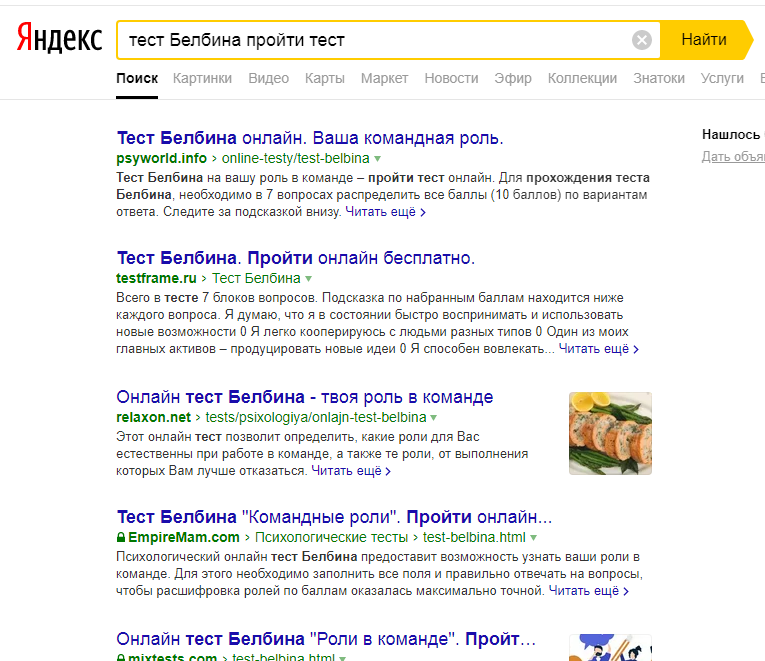 Яндекс
тест Белбина пройти тест
Найти
Поиск Картинки Видео Карты Маркет Новости Эфир Коллекции Знатоки Услуги
Тест Белбина онлайн. Ваша командная роль.
psyworld.info › online-testy/test-belbina
Тест Белбина на вашу роль в команде – пройти тест онлайн. Для прохождения теста
Белбина, необходимо в 7 вопросах распределить все баллы (10 баллов) по вариантам
ответа. Следите за подсказкой внизу. Читать ещё >
Нашлось
Дать объя
Тест Белбина. Пройти онлайн бесплатно.
testframe.ru › Тест Белбина
Всего в тесте 7 блоков вопросов. Подсказка по набранным баллам находится ниже
каждого вопроса. Я думаю, что я в состоянии быстро воспринимать и использовать
новые возможности 0 Я легко кооперируюсь с людьми разных типов 0 Один из моих
главных активов – продуцировать новые идеи 0 Я способен вовлекать... Читать ещё >
Онлайн тест Белбина - твоя роль в команде
relaxon.net › tests/psixologiya/onlajn-test-belbina
Этот онлайн тест позволит определить, какие роли для Вас
естественны при работе в команде, а также те роли, от выполнения
которых Вам лучше отказаться. Читать ещё >
Тест Белбина "Командные роли". Пройти онлайн...
EmpireMam.com › Психологические тесты › test-belbina.html
Психологический онлайн тест Белбина предоставит возможность узнать ваши роли в
команде. Для этого необходимо заполнить все поля и правильно отвечать на вопросы,
чтобы расшифровка ролей по баллам оказалась максимально точной. Читать ещё >
Онлайн тест Белбина "Роли в команде". Пройт...
mixtests.com › test-belbina.html